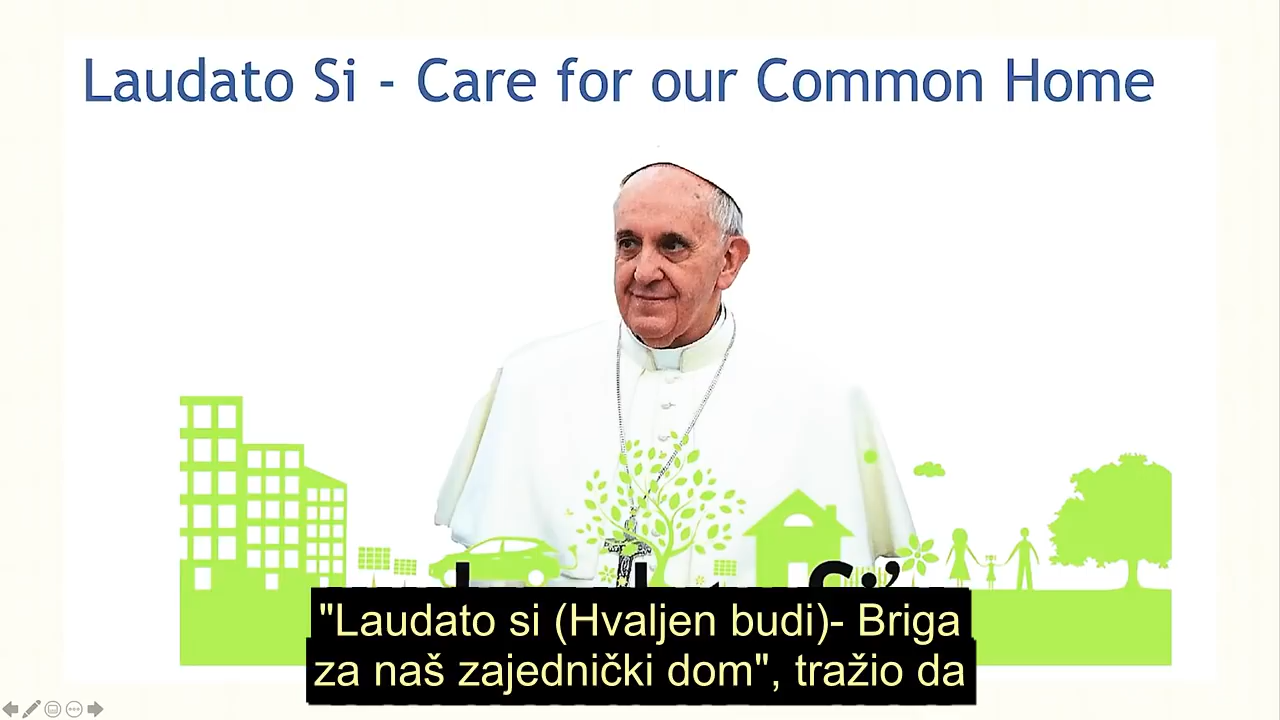 Laudato Si - Care for our Common Home
"Laudato si (Hvaljen budi)- Briga
za naš zajednički dom", tražio da